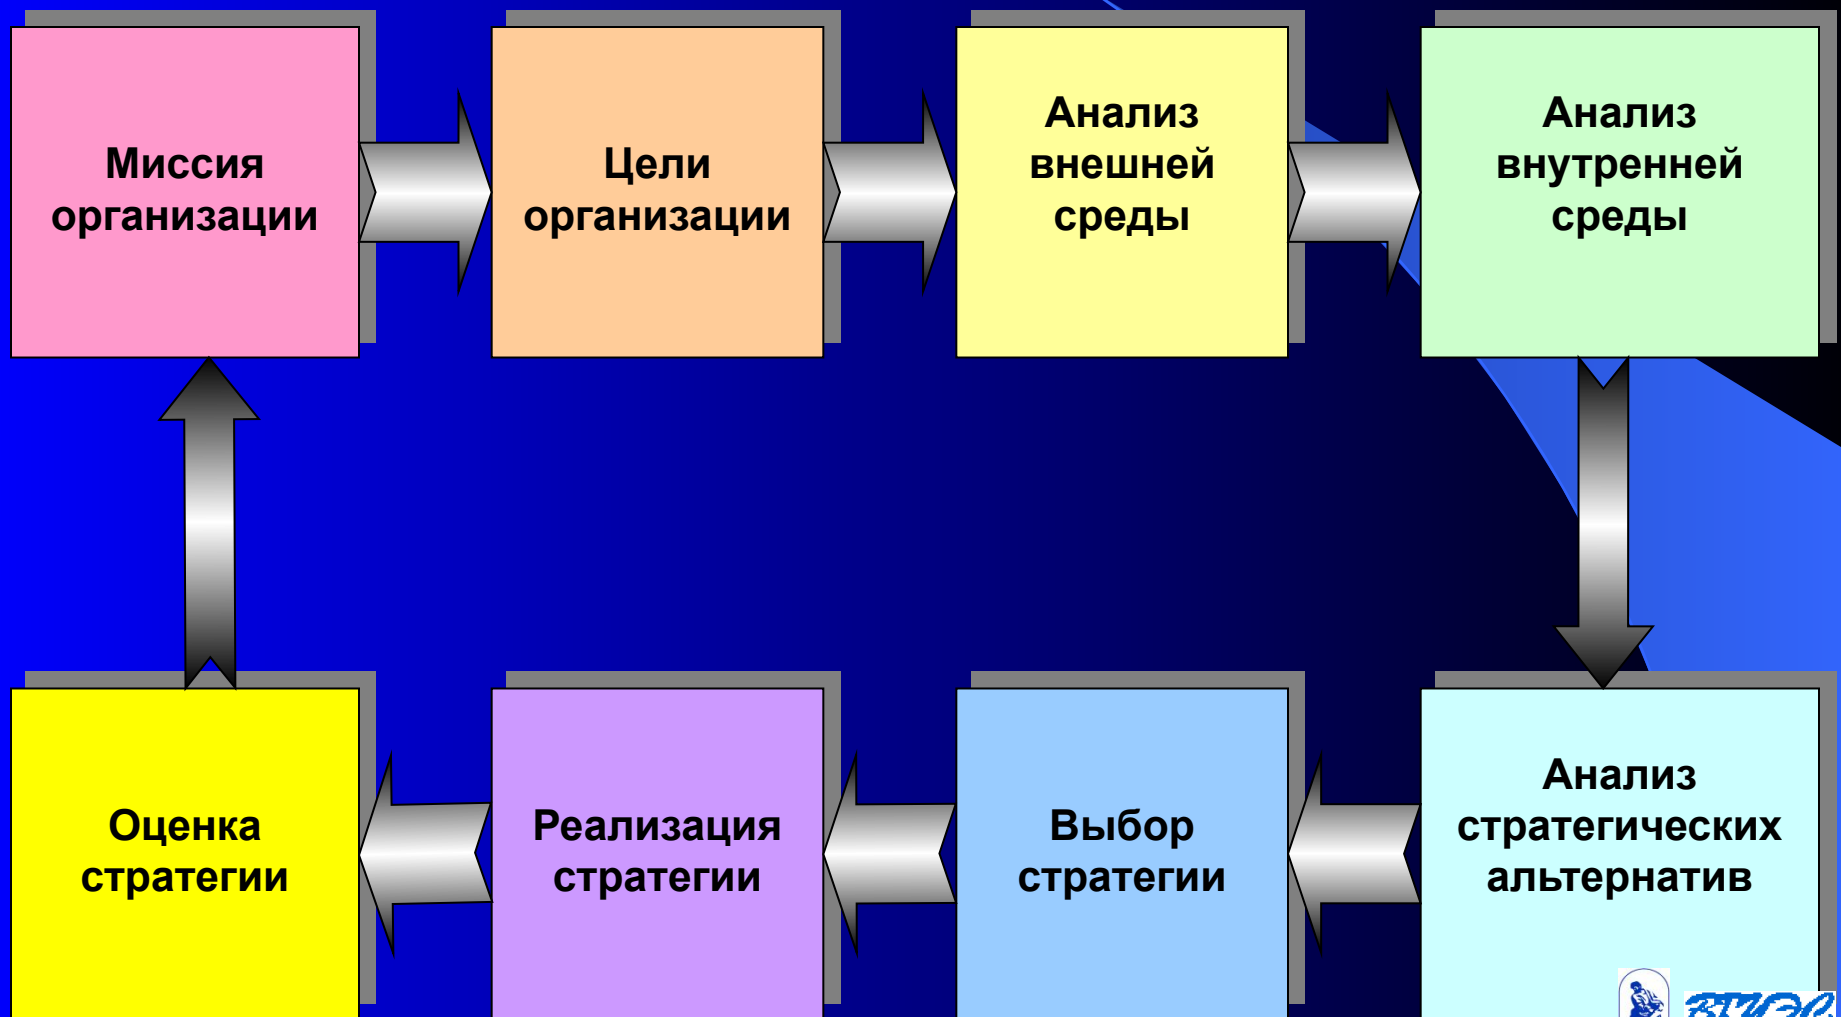 Миссия
организации
Цели
организации
Анализ
внешней
среды
Анализ
внутренней
среды
Оценка
стратегии
Реализация
стратегии
Выбор
стратегии
Анализ
стратегических
альтернатив
ВГУЭС